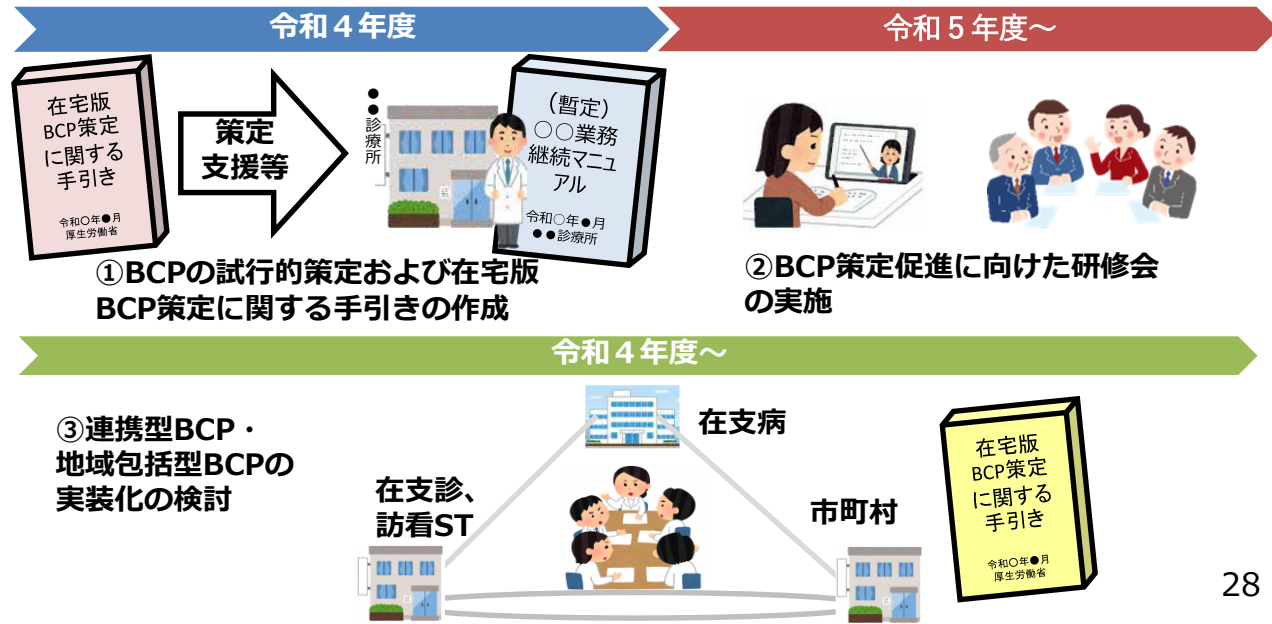 令和４年度
令和５年度～
在宅版
BCP策定
に関する
手引き
令和〇年●月
厚生労働省
策定
支援等
●●診療所
（暫定）
〇〇業務
継続マニュ
アル
令和〇年●月
●●診療所
①BCPの試行的策定および在宅版
BCP策定に関する手引きの作成
②BCP策定促進に向けた研修会
の実施
令和４年度～
③連携型BCP・
地域包括型BCPの
実装化の検討
在支病
在支診、
訪看ST
市町村
在宅版
BCP策定
に関する
手引き
令和〇年●月
厚生労働省
28